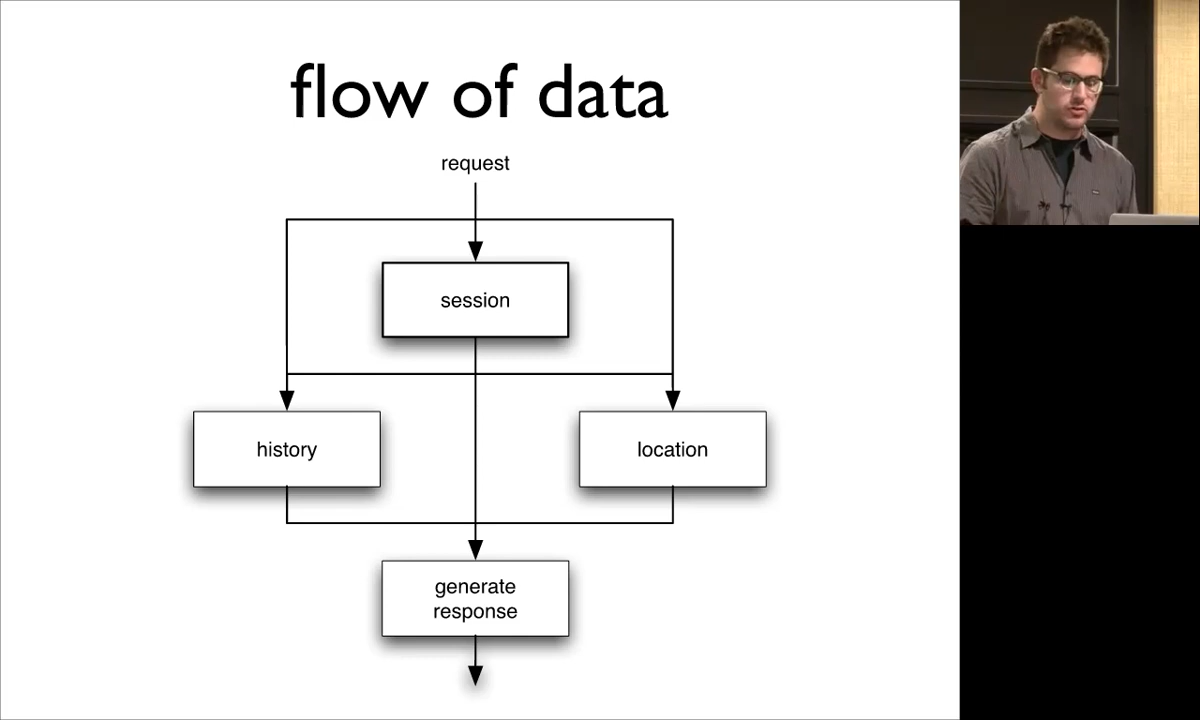 flow of data
request
session
history
location
generate
response